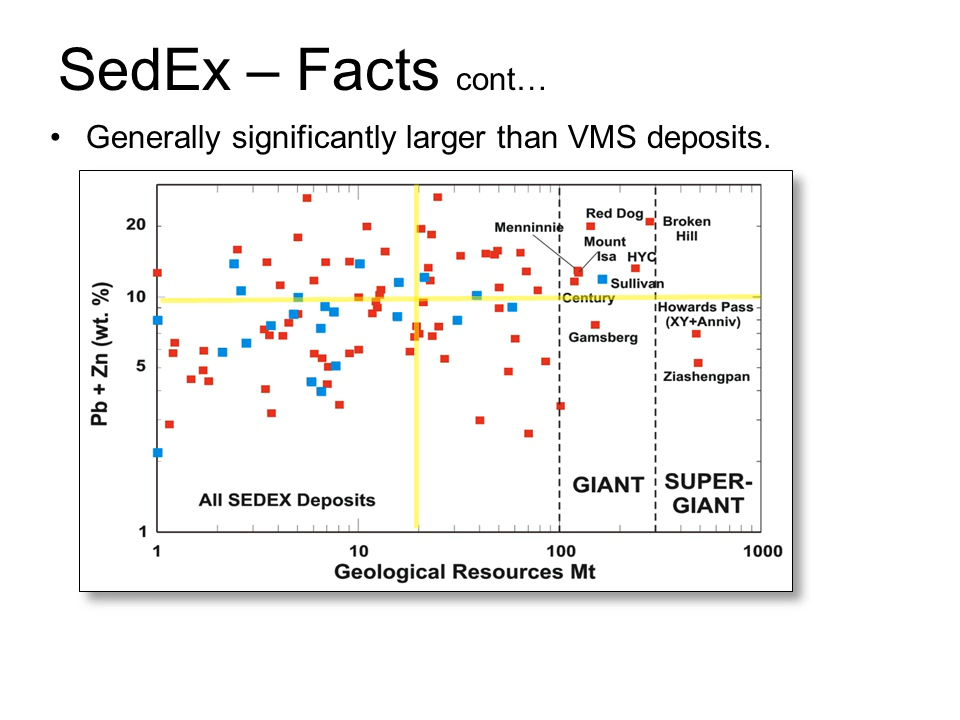 SedEx – Facts cont…
• Generally significantly larger than VMS deposits.
Red Dog
Broken
Hill
Menninnie
Mount
Isa
HYC
Sullivan
Century
Howards Pass
(XY+Anniv)
Gamsberg
Ziashengpan
GIANT
SUPER-
GIANT
All SEDEX Deposits
Pb + Zn (wt. %)
20
10
5
1
1 10 100 1000
Geological Resources Mt